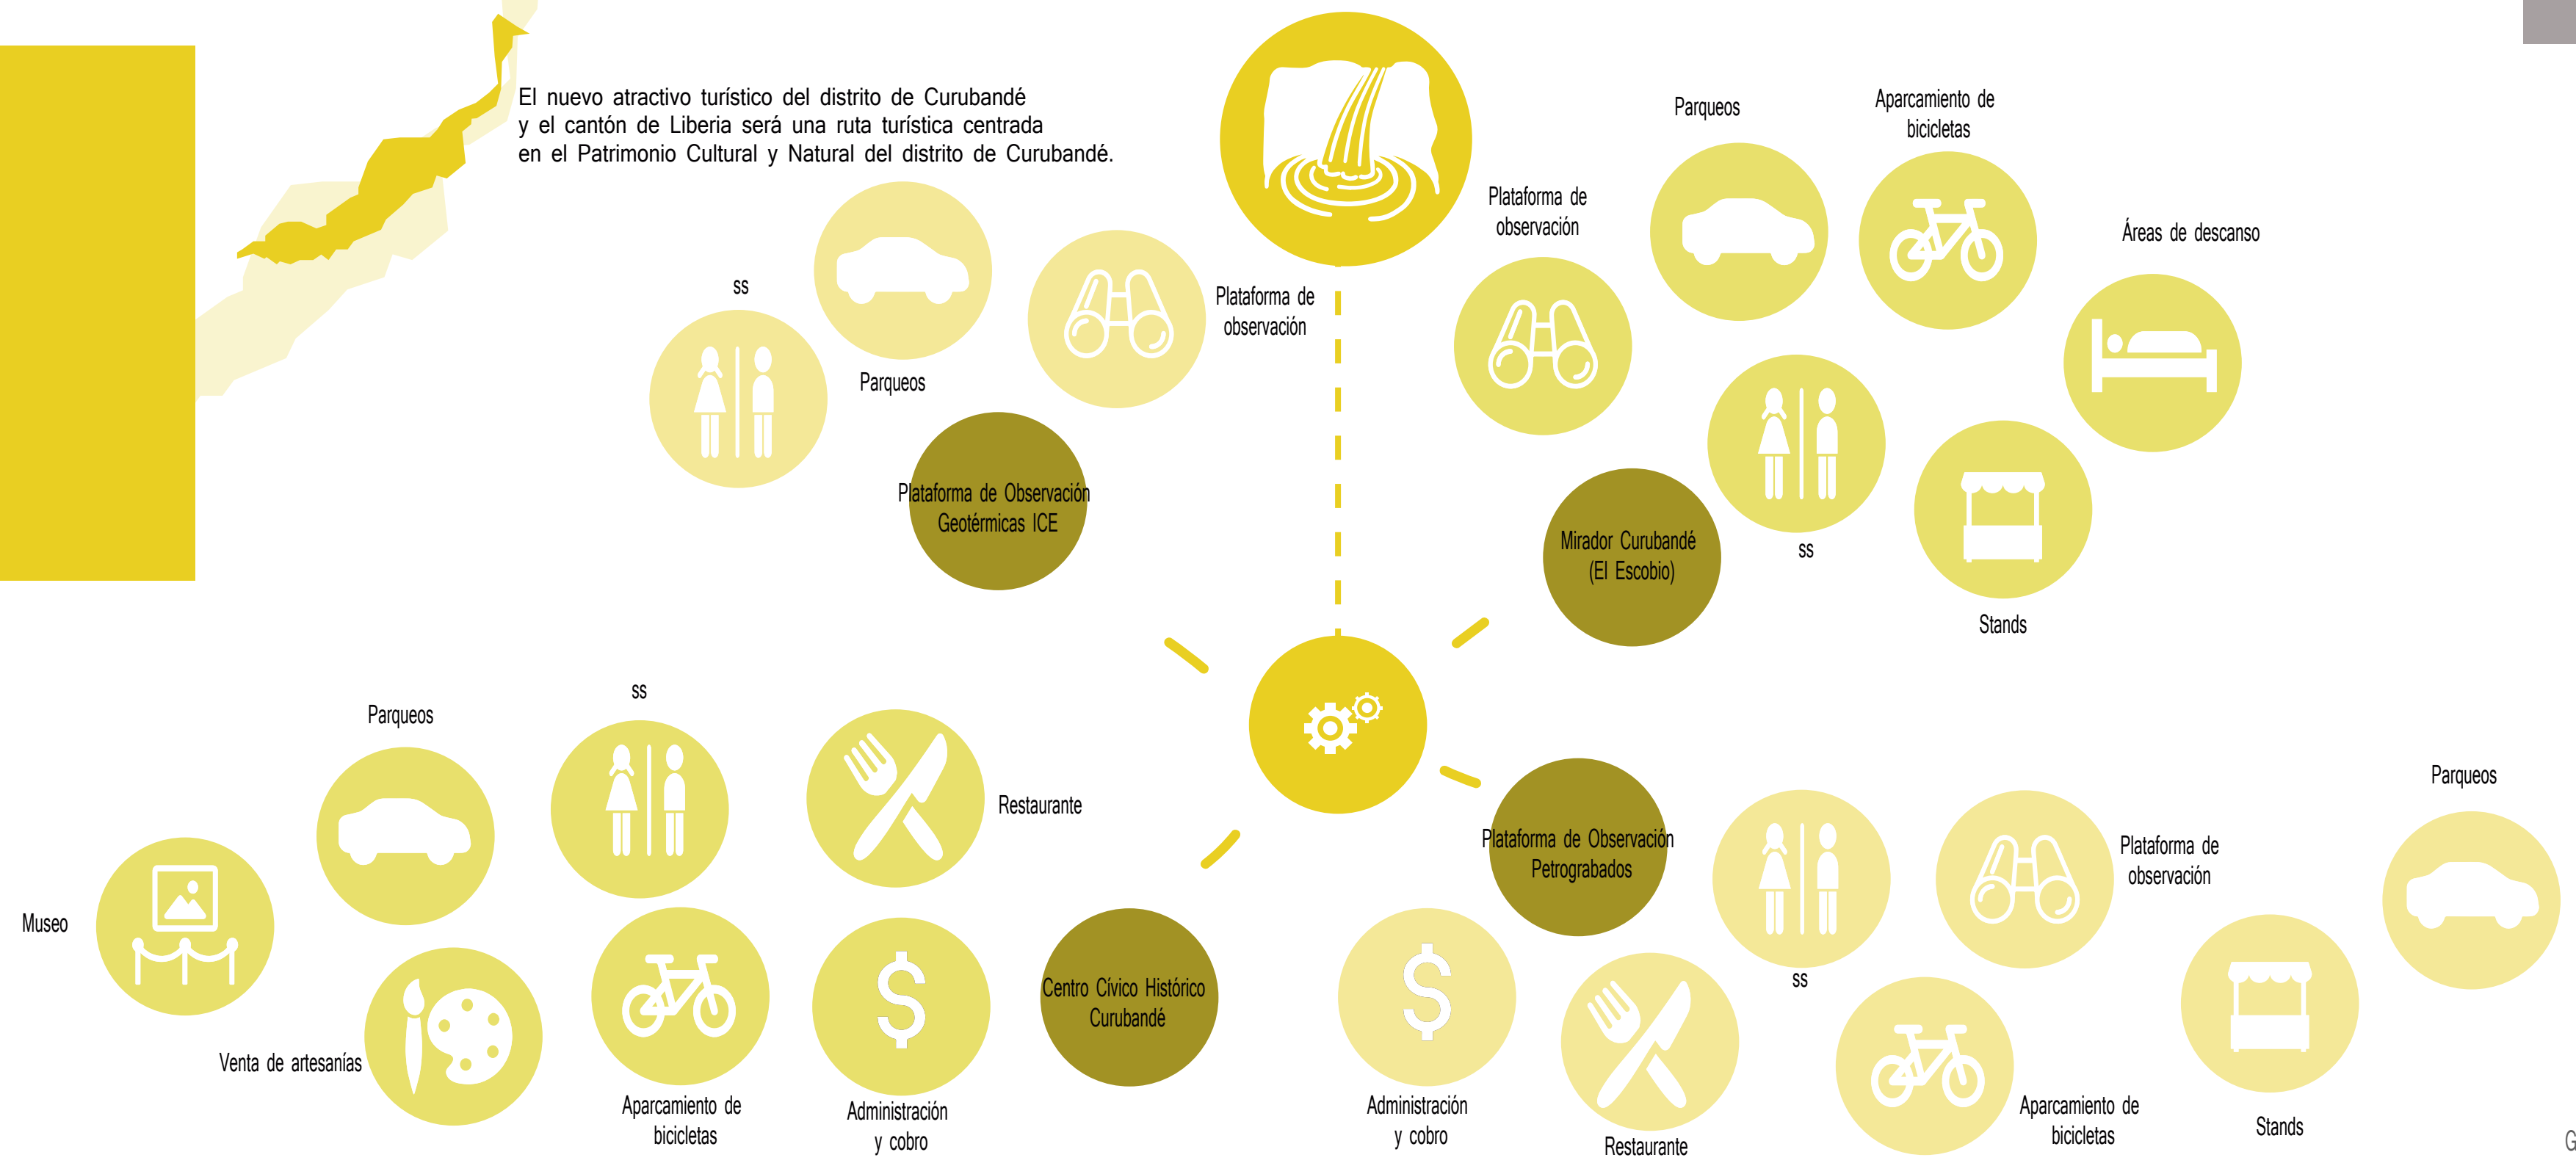 El nuevo atractivo turístico del distrito de Curubandé
y el cantón de Liberia será una ruta turística centrada
en el Patrimonio Cultural y Natural del distrito de Curubandé.
ss
Parqueos
Plataforma de
observación
Plataforma de Observación
Geotérmicas ICE
Plataforma de
observación
Parqueos
Aparcamiento de
bicicletas
Áreas de descanso
ss
Stands
Mirador Curubandé
(El Escobio)
Museo
Parqueos
ss
Restaurante
Venta de artesanías
Aparcamiento de
bicicletas
Administración
y cobro
Centro Cívico Histórico
Curubandé
Plataforma de Observación
Petrograbados
Administración
y cobro
Restaurante
ss
Plataforma de
observación
Aparcamiento de
bicicletas
Stands
Parqueos
G